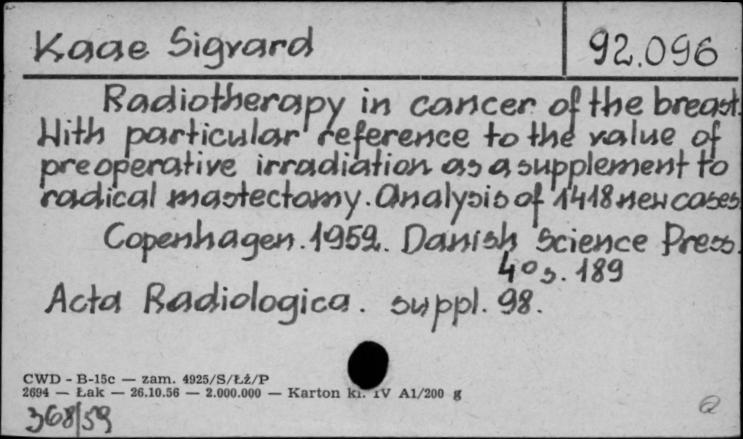 Kaae Sigvard
92.096
Radiotherapy in cancer of the breast.
With particular reference to the value of
preoperative irradiation as a supplement to
radical mastectomy. Analysis of 1418 new cases
Copenhagen. 1952. Danish Science Press.
4° s. 189
Acta Radiologica. suppl. 98.
CWD - B-15c — zam. 4925/S/Łż/P
2694 — Łak — 26.10.56 — 2.000.000 — Karton kl. IV A1/200 g
368/59